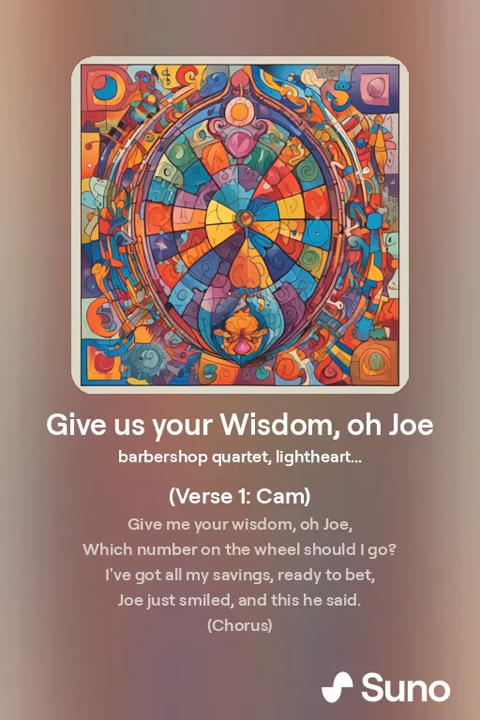 Give us your Wisdom, oh Joe
barbershop quartet, lightheart...
(Verse 1: Cam)
Give me your wisdom, oh Joe,
Which number on the wheel should I go?
I've got all my savings, ready to bet,
Joe just smiled, and this he said.
(Chorus)
Suno